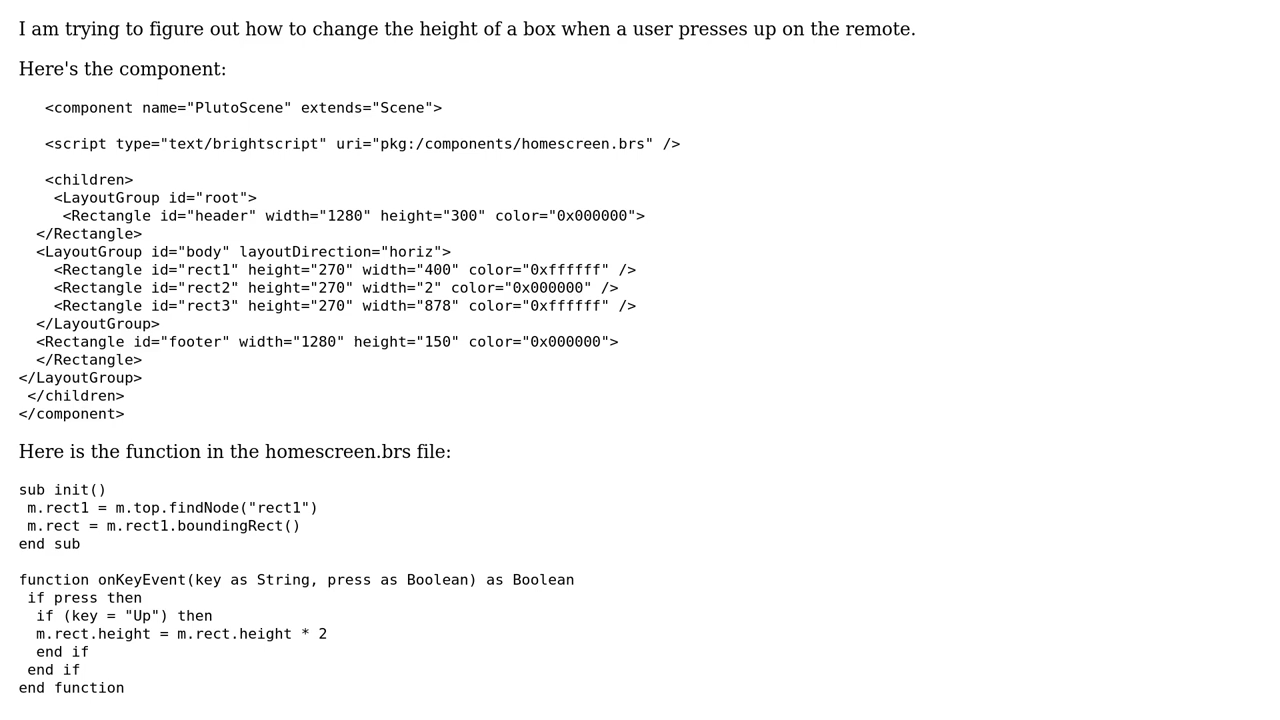 I am trying to figure out how to change the height of a box when a user presses up on the remote.
Here's the component:
   <component name="PlutoScene" extends="Scene">
   <script type="text/brightscript" uri="pkg:/components/homescreen.brs" />
   <children>
    <LayoutGroup id="root">
     <Rectangle id="header" width="1280" height="300" color="0x000000">
  </Rectangle>
  <LayoutGroup id="body" layoutDirection="horiz">
    <Rectangle id="rect1" height="270" width="400" color="0xffffff" />
    <Rectangle id="rect2" height="270" width="2" color="0x000000" />
    <Rectangle id="rect3" height="270" width="878" color="0xffffff" />
  </LayoutGroup>
  <Rectangle id="footer" width="1280" height="150" color="0x000000">
  </Rectangle>
</LayoutGroup>
 </children>
</component>
Here is the function in the homescreen.brs file:
sub init()
 m.rect1 = m.top.findNode("rect1")
 m.rect = m.rect1.boundingRect()
end sub
function onKeyEvent(key as String, press as Boolean) as Boolean
 if press then
  if (key = "Up") then
  m.rect.height = m.rect.height * 2
  end if
 end if
end function